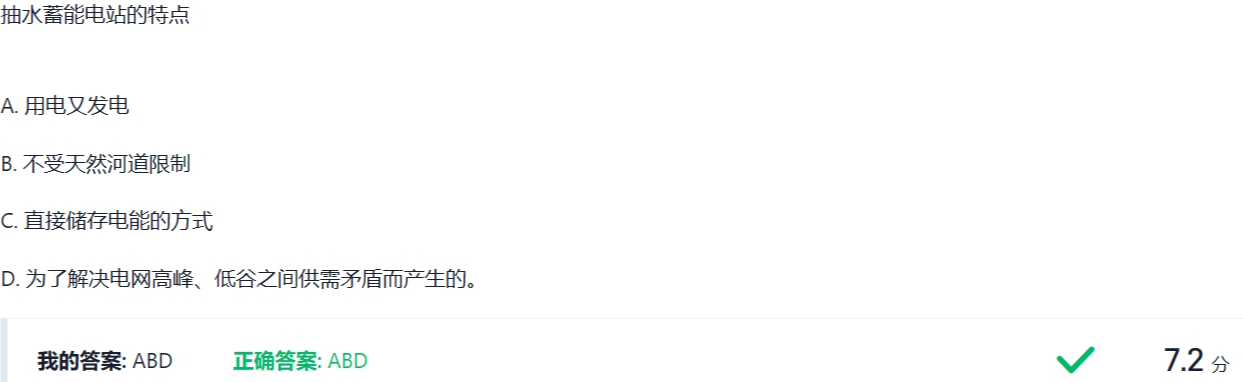 抽水蓄能电站的特点
A. 用电又发电
B. 不受天然河道限制
C. 直接储存电能的方式
D. 为了解决电网高峰、低谷之间供需矛盾而产生的。
我的答案: ABD 正确答案: ABD 7.2 分